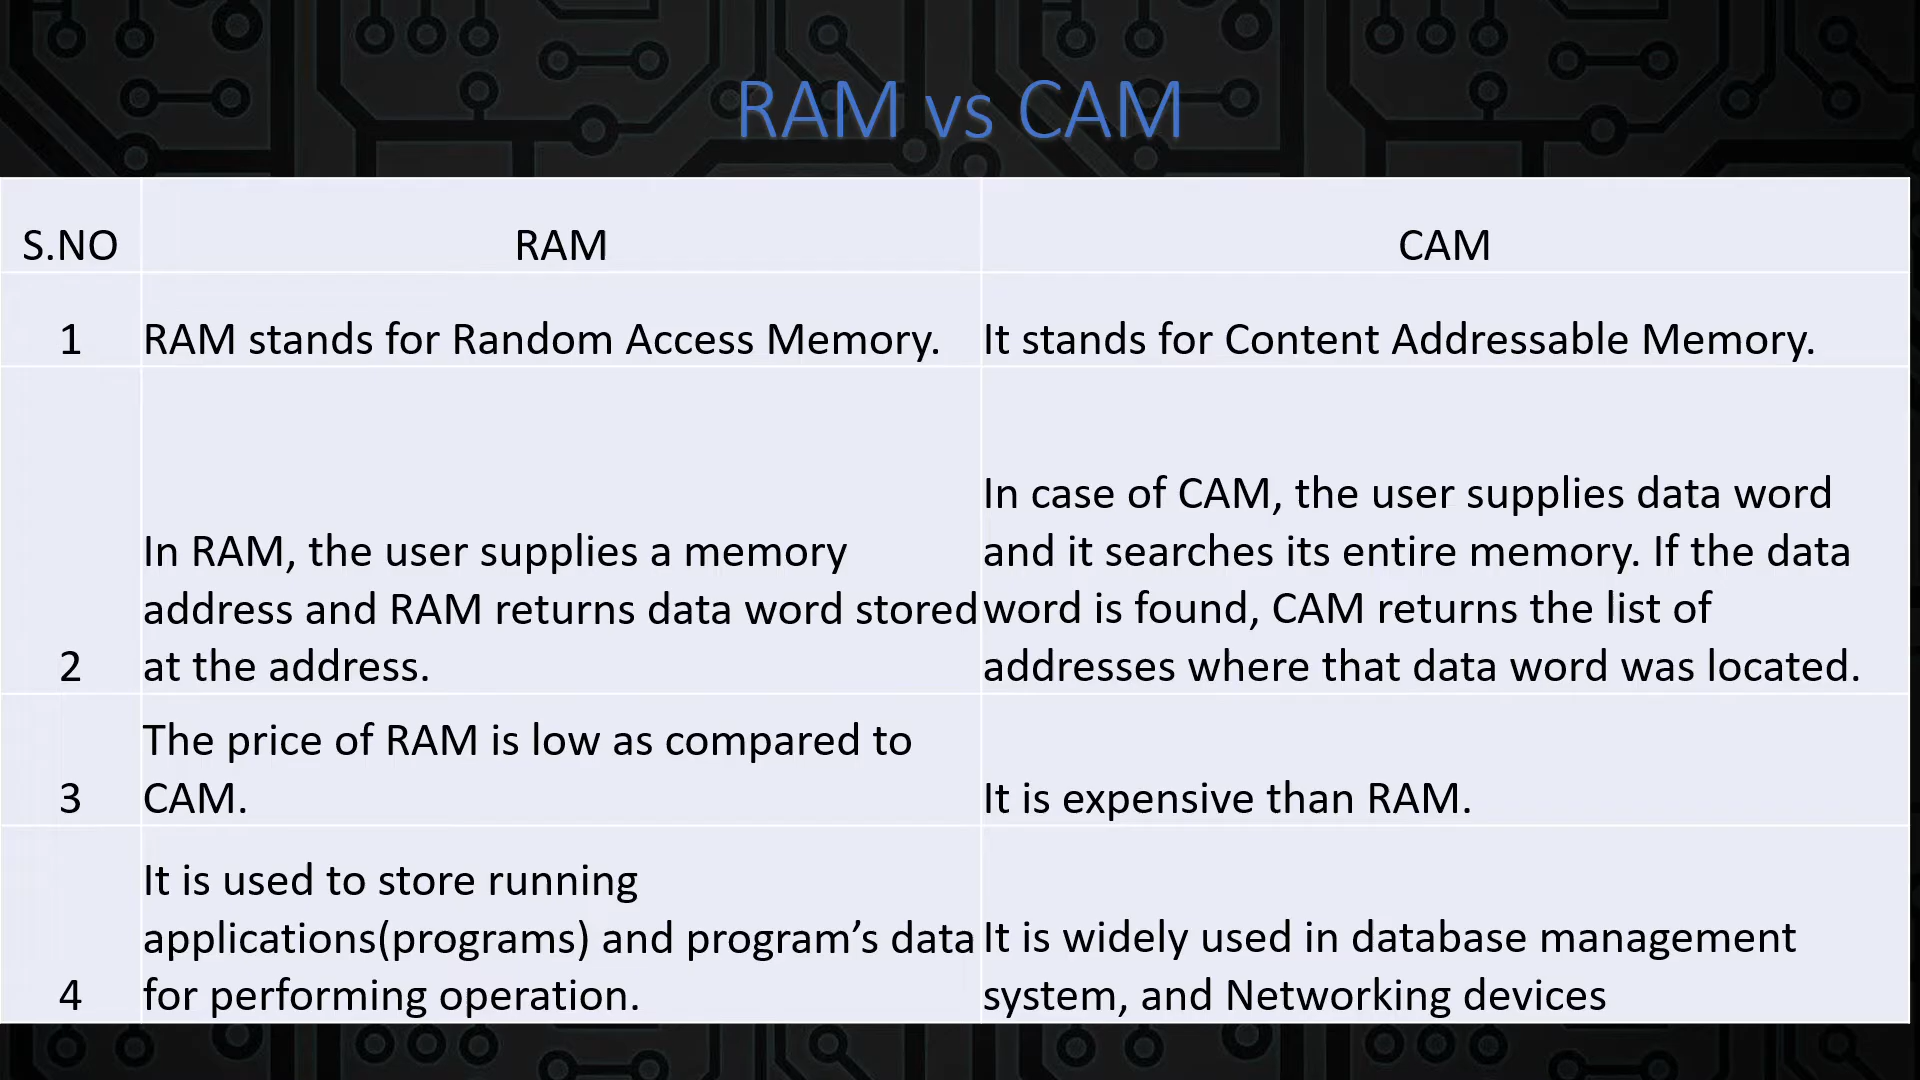 RAM vs CAM
S.NO RAM CAM
1 RAM stands for Random Access Memory. It stands for Content Addressable Memory.
2
In RAM, the user supplies a memory
address and RAM returns data word stored
at the address.
In case of CAM, the user supplies data word
and it searches its entire memory. If the data
word is found, CAM returns the list of
addresses where that data word was located.
3
The price of RAM is low as compared to
CAM.
It is expensive than RAM.
4
It is used to store running
applications(programs) and program’s data
for performing operation.
It is widely used in database management
system, and Networking devices